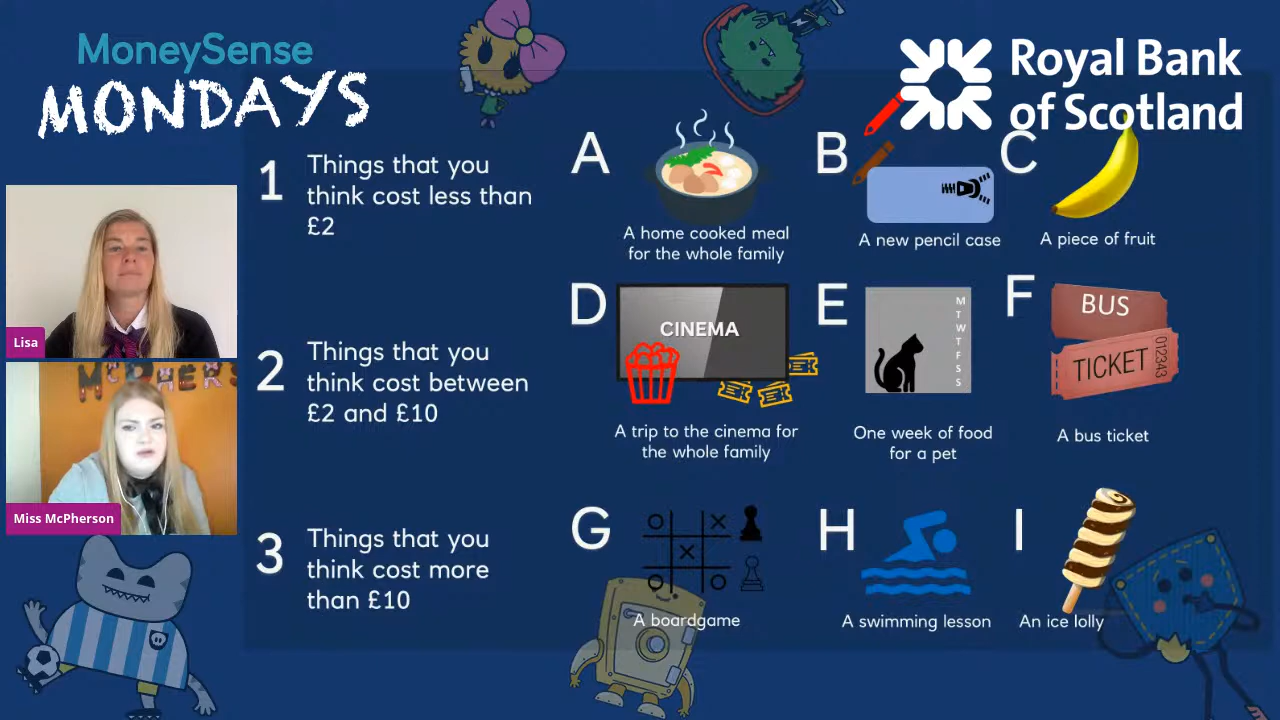 MoneySense
MONDAYS
Royal Bank
of Scotland
1
Things that you
think cost less than
£2
A
A home cooked meal
for the whole family
B
A new pencil case
C
A piece of fruit
Lisa
2
Things that you
think cost between
£2 and £10
D
CINEMA
A trip to the cinema for
the whole family
E
M
T
W
T
F
S
S
One week of food
for a pet
F
BUS
TICKET
012343
A bus ticket
McPHERS
Miss McPherson
3
Things that you
think cost more
than £10
G
A boardgame
H
A swimming lesson
I
An ice lolly